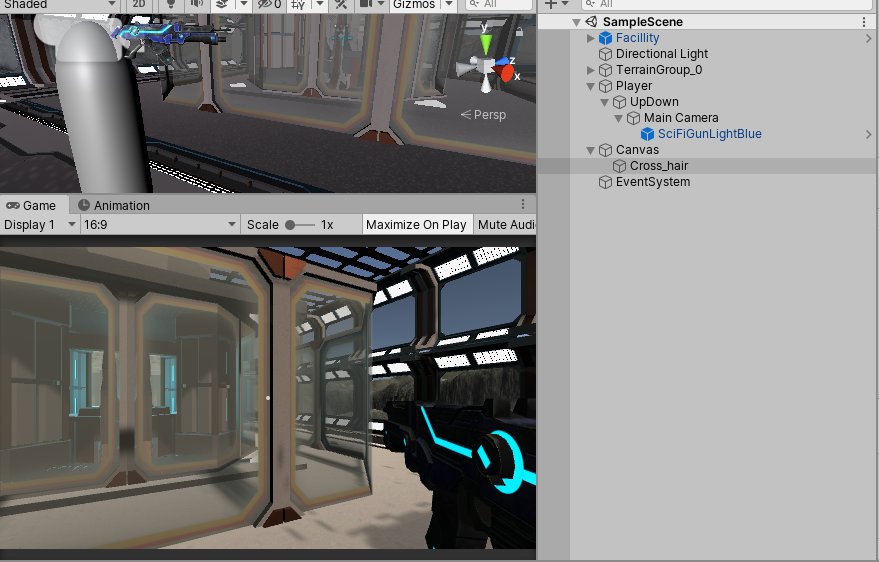 Shaded 2D 0 Gizmos All
y
z
x
Persp
Game Animation
Display 1 16:9 Scale 1x Maximize On Play Mute Audi
All
SampleScene
Facillity
Directional Light
TerrainGroup_0
Player
UpDown
Main Camera
SciFiGunLightBlue
Canvas
Cross_hair
EventSystem